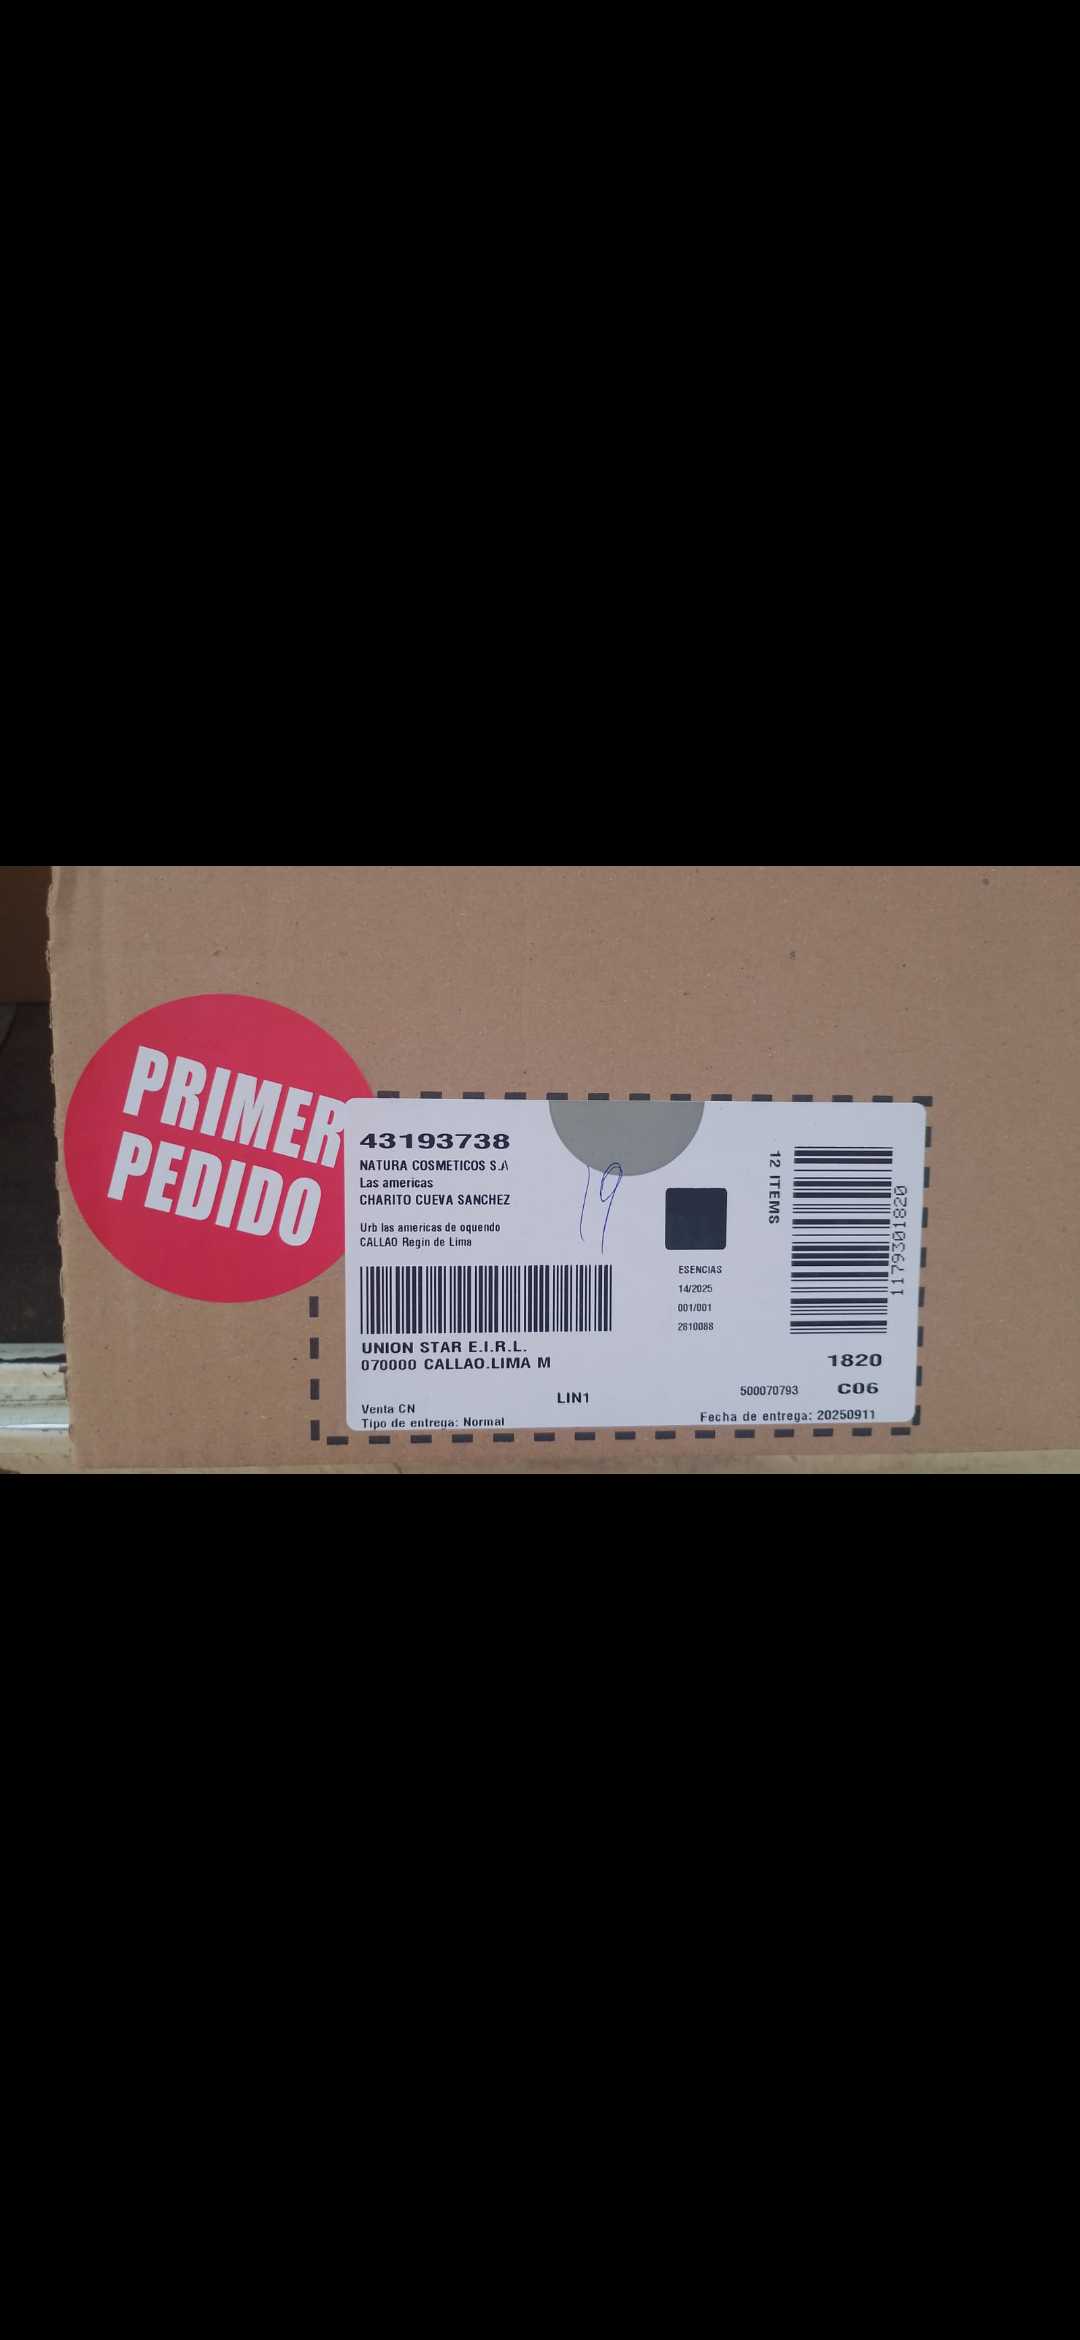 PRIMER
PEDIDO
43193738
NATURA COSMETICOS S.A
Las americas
CHARITO CUEVA SANCHEZ
Urb las americas de oquendo
CALLAO Regin de Lima
19
12 ITEMS
1179301820
ESENCIAS
14/2025
001/001
2610088
UNION STAR E.I.R.L.
070000 CALLAO.LIMA M
1820
LIN1
500070793
C06
Venta CN
Tipo de entrega: Normal
Fecha de entrega: 20250911